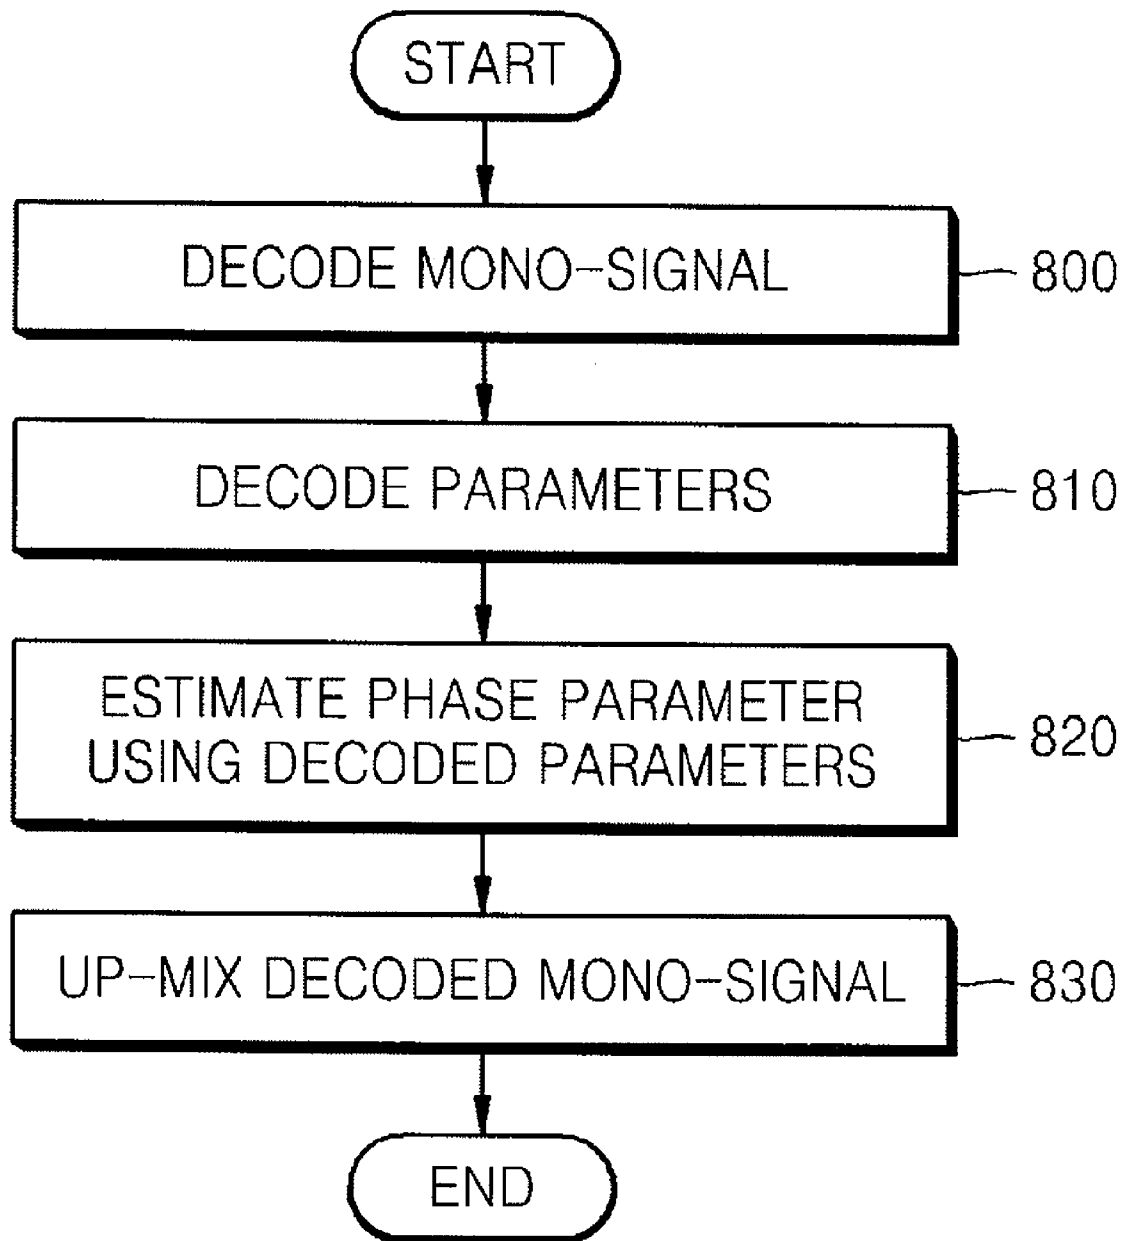 START
DECODE MONO-SIGNAL
800
DECODE PARAMETERS
810
ESTIMATE PHASE PARAMETER
USING DECODED PARAMETERS
820
UP-MIX DECODED MONO-SIGNAL
830
END